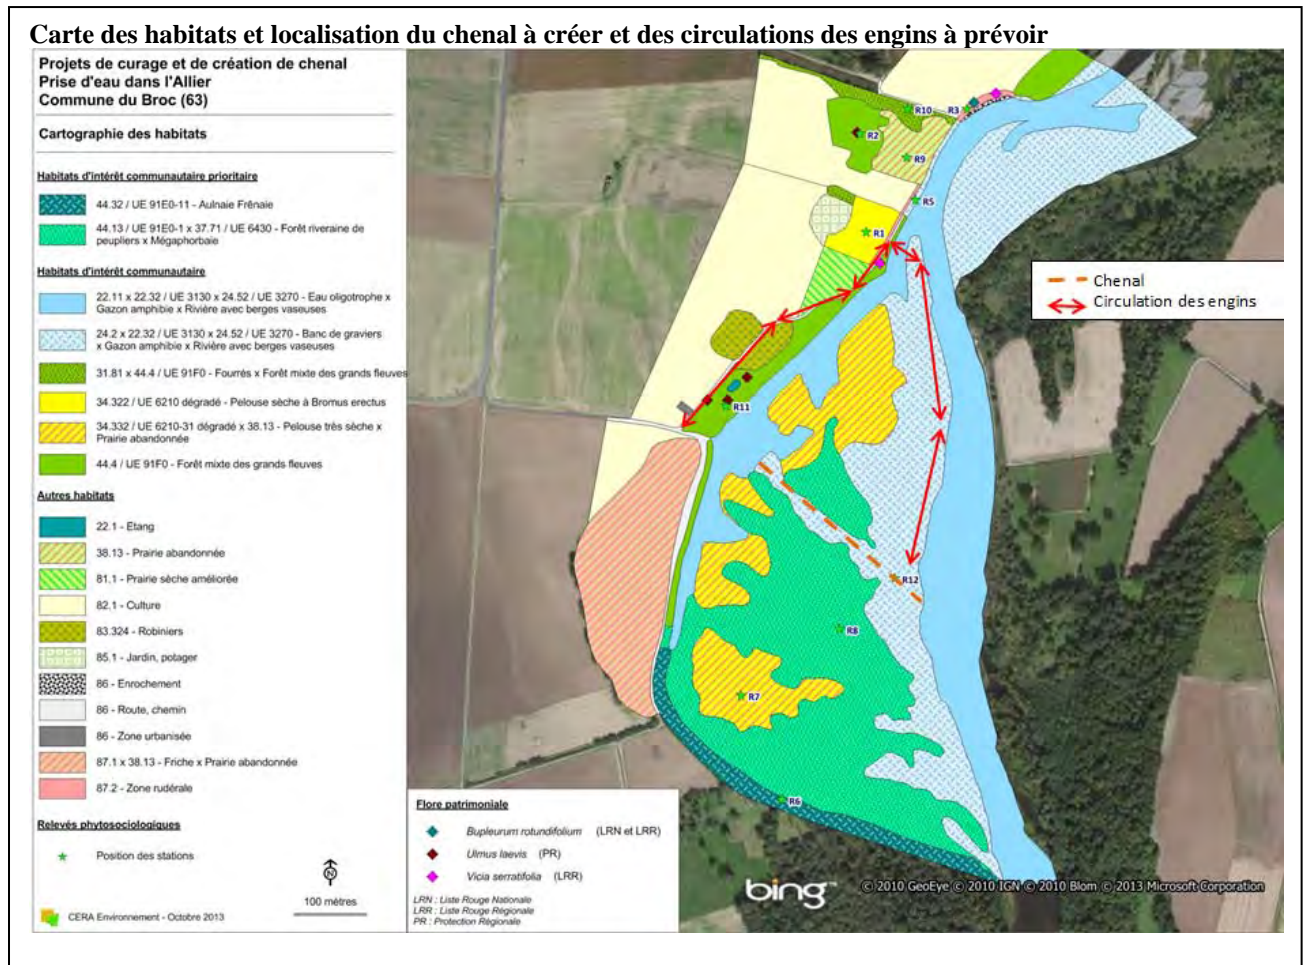 Carte des habitats et localisation du chenal à créer et des circulations des engins à prévoir
Projets de curage et de création de chenal
Prise d'eau dans l'Allier
Commune du Broc (63)
Cartographie des habitats
Habitats d'intérêt communautaire prioritaire
44.32 / UE 91E0-11 - Aulnaie Frênaie
44.13 / UE 91E0-1 x 37.71 / UE 6430 - Forêt riveraine de
peupliers x Mégaphorbaie
Habitats d'intérêt communautaire
22.11 x 22.32 / UE 3130 x 24.52 / UE 3270 - Eau oligotrophe x
Gazon amphibie x Rivière avec berges vaseuses
24.2 x 22.32 / UE 3130 x 24.52 / UE 3270 - Banc de graviers
x Gazon amphibie x Rivière avec berges vaseuses
31.81 x 44.4 / UE 91F0 - Fourrés x Forêt mixte des grands fleuves
34.322 / UE 6210 dégradé - Pelouse sèche à Bromus erectus
34.332 / UE 6210-31 dégradé x 38.13 - Pelouse très sèche x
Prairie abandonnée
44.4 / UE 91F0 - Forêt mixte des grands fleuves
Autres habitats
22.1 - Etang
38.13 - Prairie abandonnée
81.1 - Prairie sèche améliorée
82.1 - Culture
83.324 - Robiniers
85.1 - Jardin, potager
86 - Enrochement
86 - Route, chemin
86 - Zone urbanisée
87.1 x 38.13 - Friche x Prairie abandonnée
87.2 - Zone rudérale
Relevés phytosociologiques
Position des stations
N
100 mètres
CERA Environnement - Octobre 2013
R10
R3
R2
R9
R5
R1
Chenal
Circulation des engins
R11
R12
R8
R7
R6
Flore patrimoniale
Bupleurum rotundifolium (LRN et LRR)
Ulmus laevis (PR)
Vicia serratifolia (LRR)
LRN : Liste Rouge Nationale
LRR : Liste Rouge Régionale
PR : Protection Régionale
bing™
© 2010 GeoEye © 2010 IGN © 2010 Blom © 2013 Microsoft Corporation